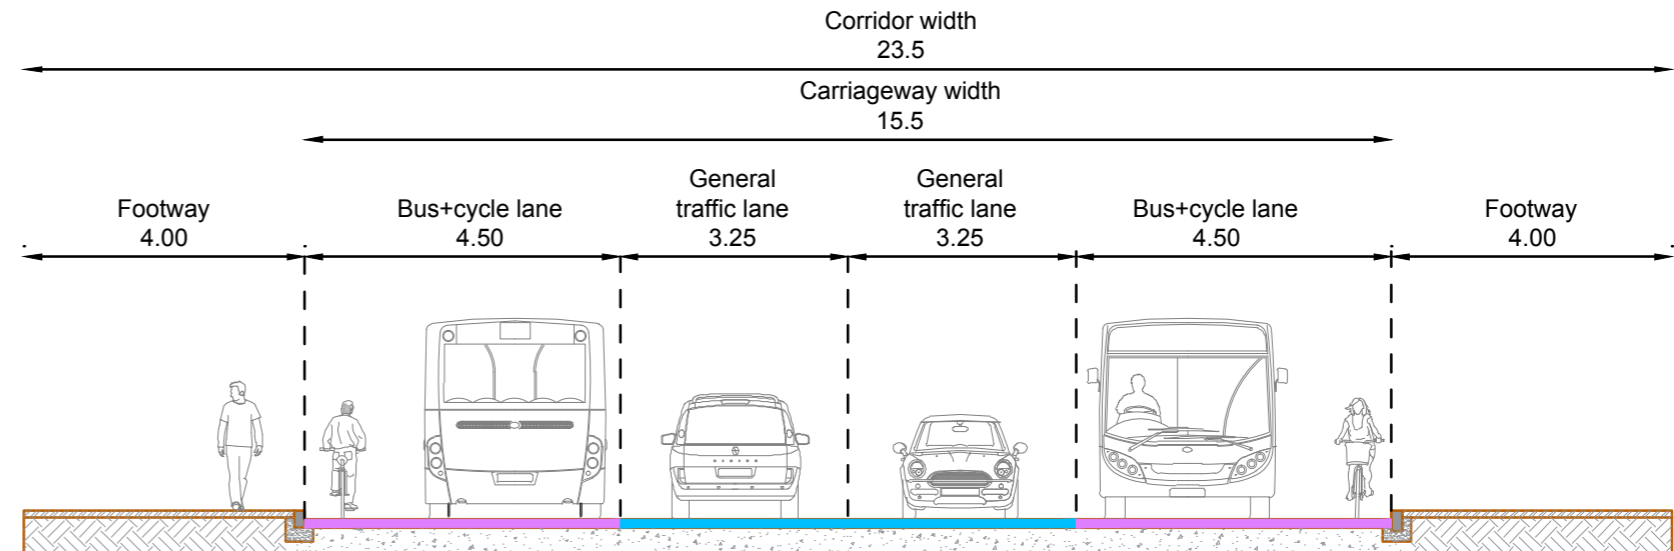 Corridor width
23.5
Carriageway width
15.5
Footway
4.00
Bus+cycle lane
4.50
General
traffic lane
3.25
General
traffic lane
3.25
Bus+cycle lane
4.50
Footway
4.00